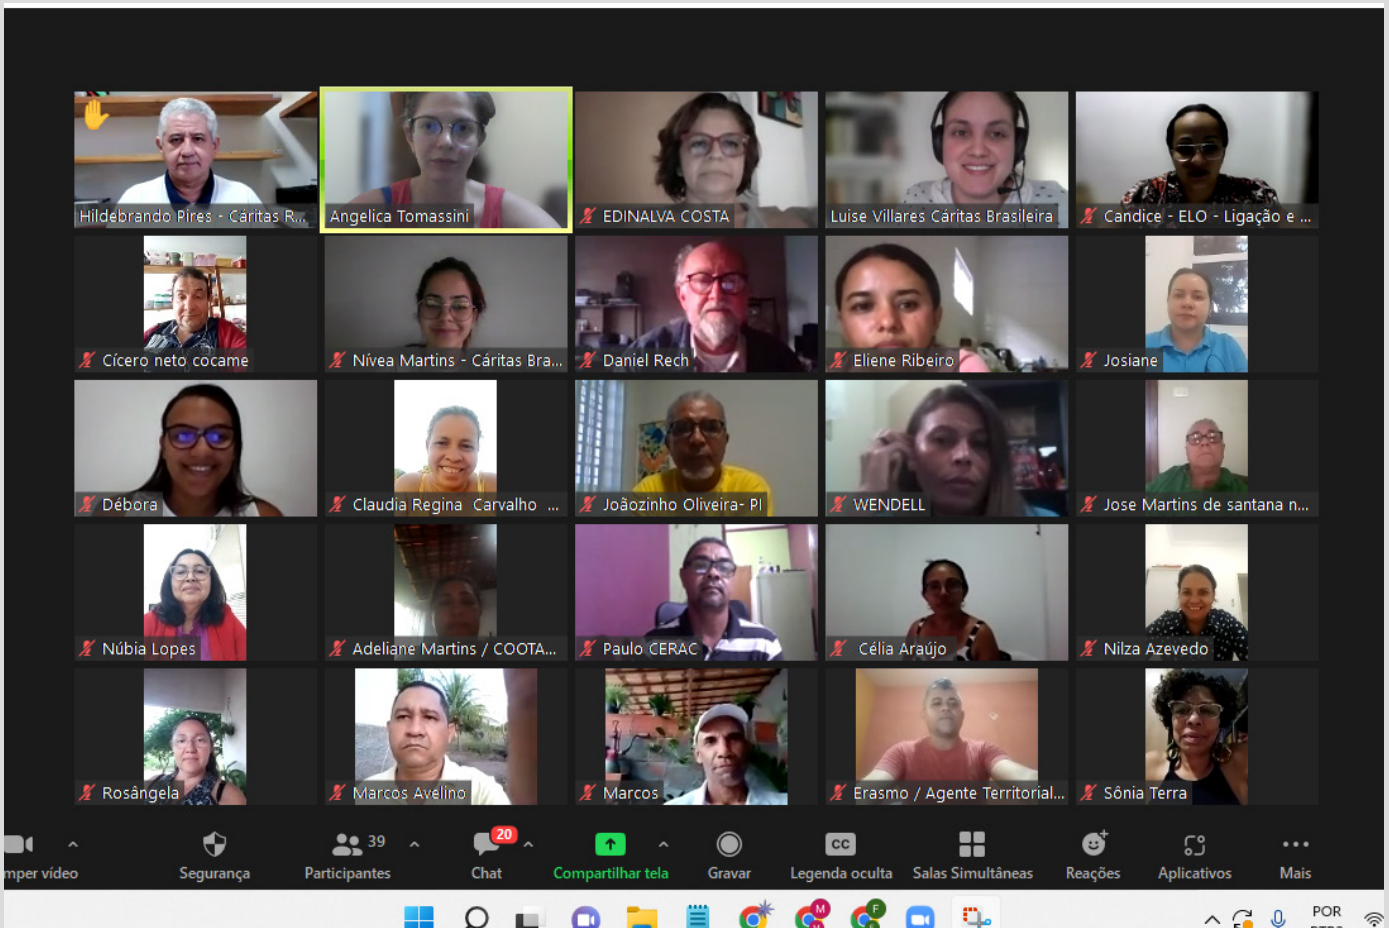 Hildebrando Pires - Cáritas R...
Angelica Tomassini
EDINALVA COSTA
Luise Villares Cáritas Brasileira
Candice - ELO - Ligação e ...
Cícero neto cocame
Nívea Martins - Cáritas Bra...
Daniel Rech
Eliene Ribeiro
Josiane
Débora
Claudia Regina Carvalho ...
Joãozinho Oliveira- PI
WENDELL
Jose Martins de santana n...
Núbia Lopes
Adeliane Martins / COOTA...
Paulo CERAC
Célia Araújo
Nilza Azevedo
Rosângela
Marcos Avelino
Marcos
Erasmo / Agente Territorial...
Sônia Terra
39
20
CC
mper vídeo
Segurança
Participantes
Chat
Compartilhar tela
Gravar
Legenda oculta
Salas Simultâneas
Reações
Aplicativos
Mais
M
F
POR